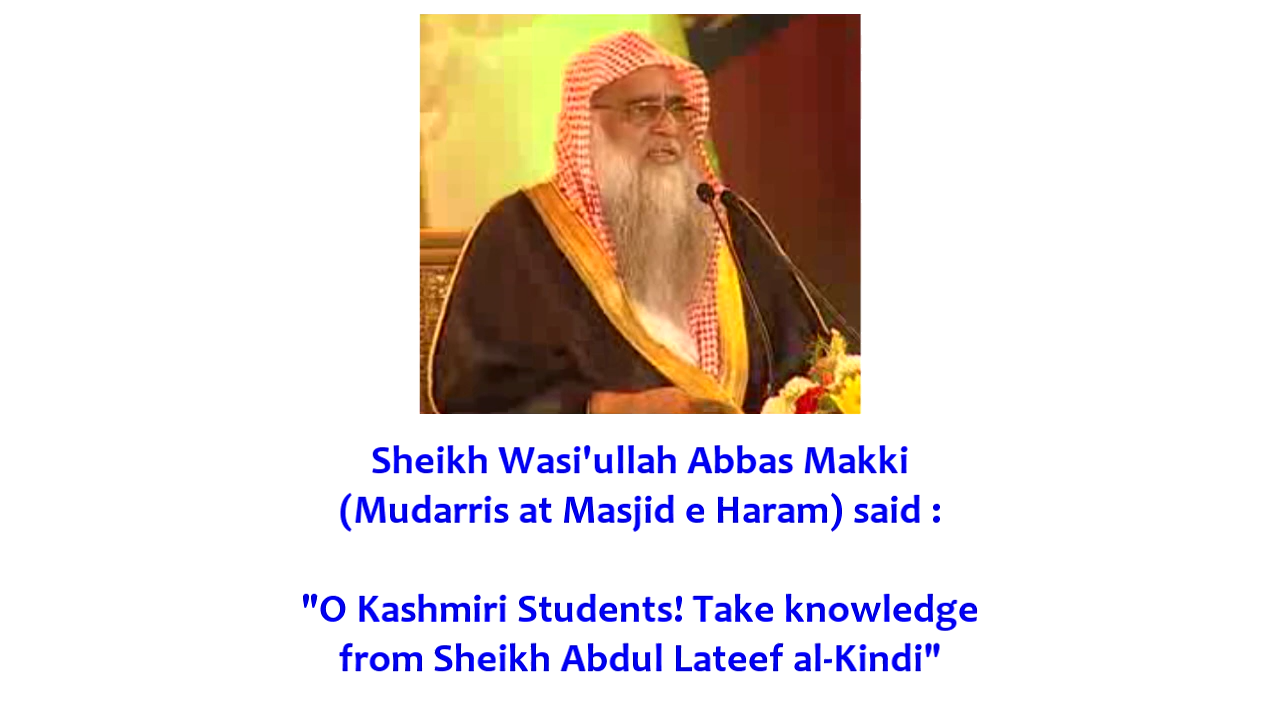 Sheikh Wasi'ullah Abbas Makki
(Mudarris at Masjid e Haram) said :
"O Kashmiri Students! Take knowledge
from Sheikh Abdul Lateef al-Kindi"